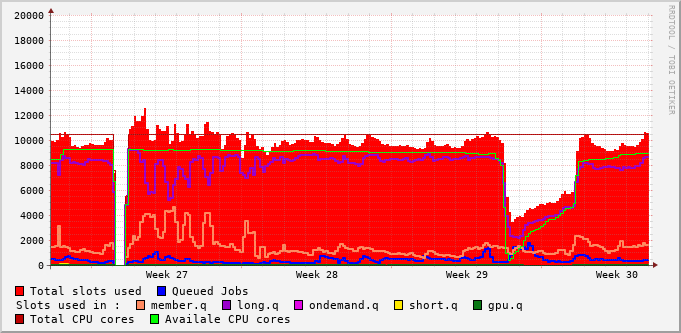 20000
18000
16000
14000
12000
10000
8000
6000
4000
2000
0
Week 27 Week 28 Week 29 Week 30
RRDTOOL / TOBI OETIKER
Total slots used Queued Jobs
Slots used in : member.q long.q ondemand.q short.q gpu.q
Total CPU cores Availale CPU cores